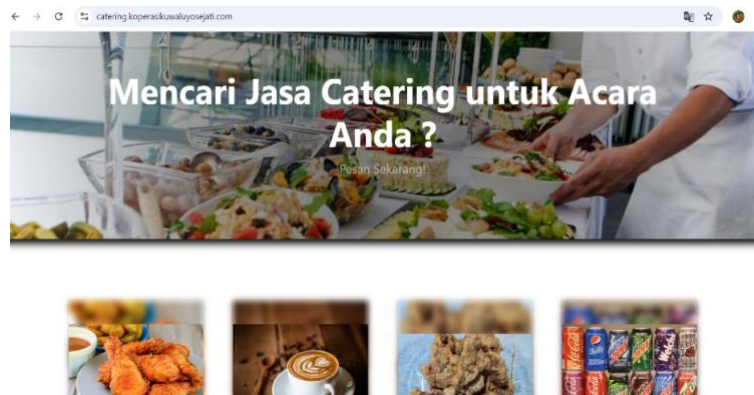 catering.koperasikuwaluyosejati.com
Mencari Jasa Catering untuk Acara
Anda ?
Pesan Sekarang!